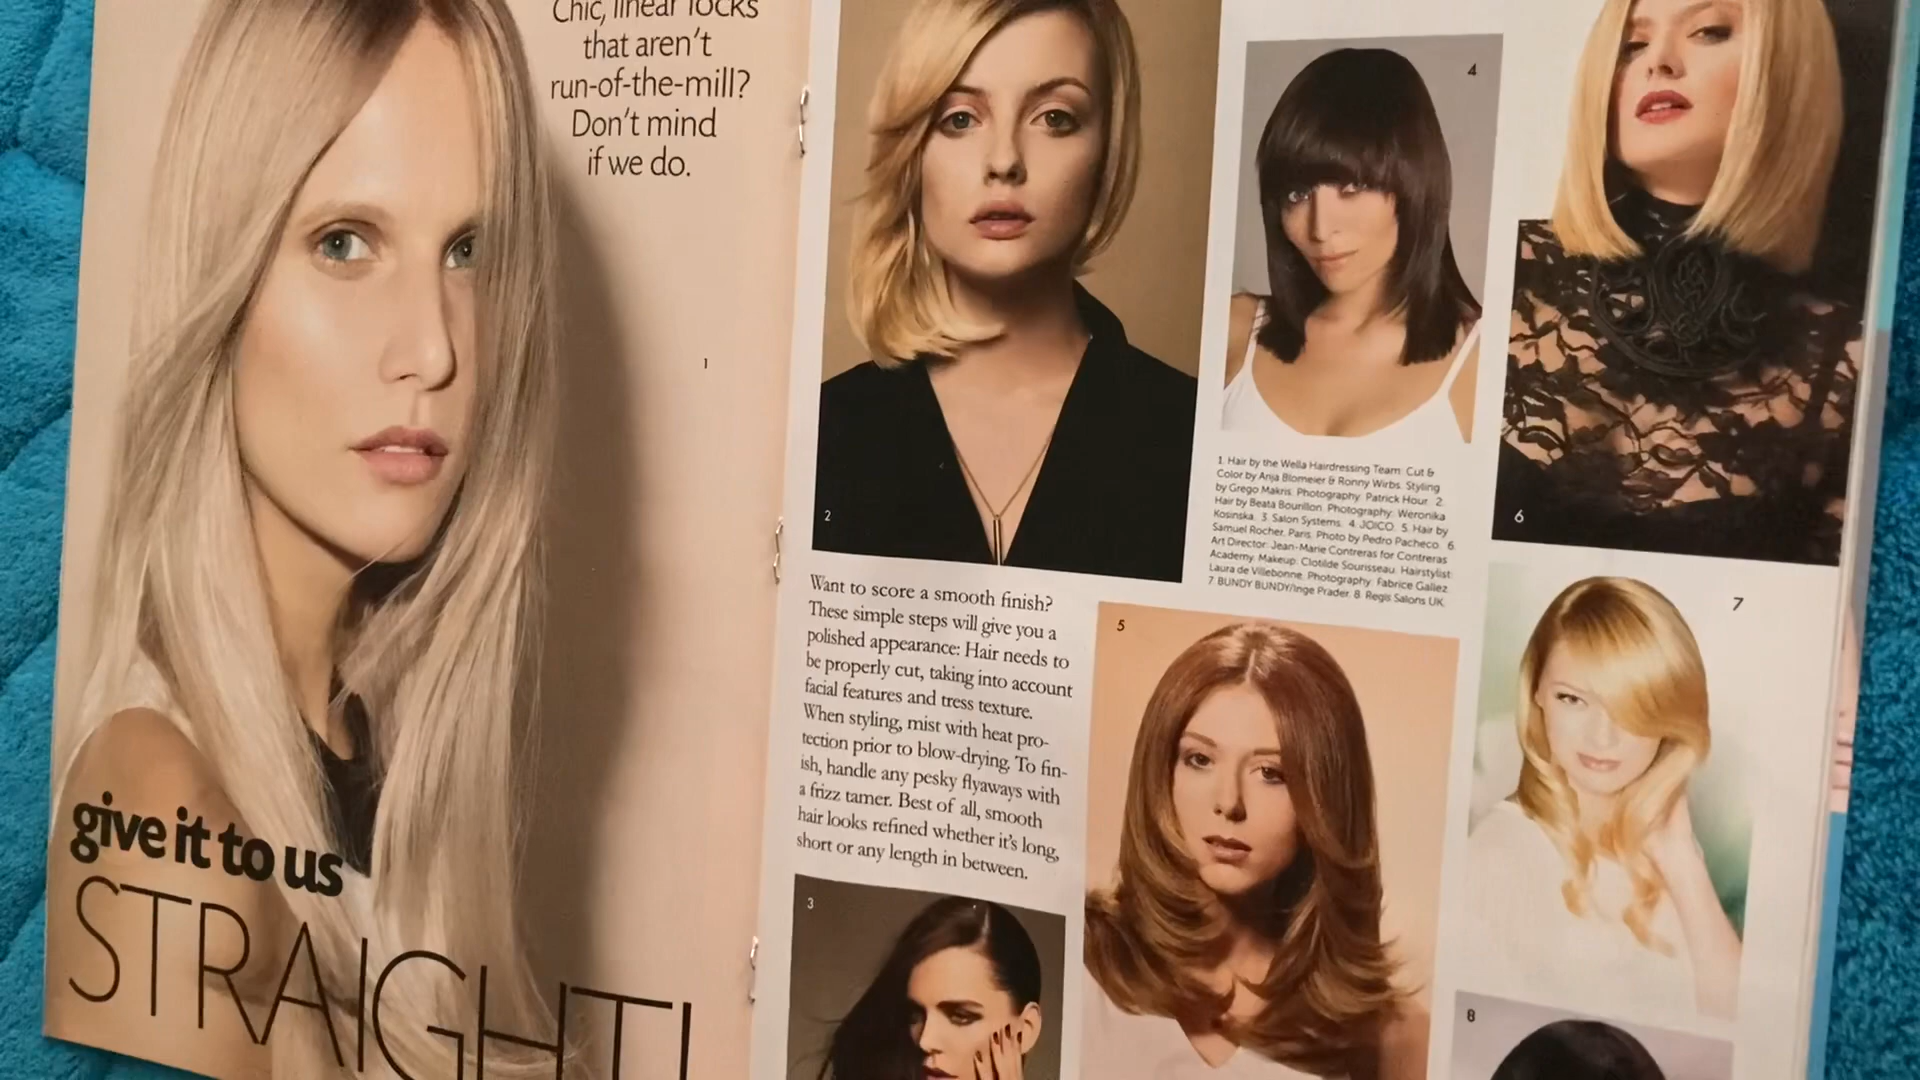 Chic, linear locks
that aren't
run-of-the-mill?
Don't mind
if we do.
1
give it to us
STRAIGHT!
2
Want to score a smooth finish?
These simple steps will give you a
polished appearance: Hair needs to
be properly cut, taking into account
facial features and tress texture.
When styling, mist with heat pro-
tection prior to blow-drying. To fin-
ish, handle any pesky flyaways with
a frizz tamer. Best of all, smooth
hair looks refined whether it's long,
short or any length in between.
3
4
1. Hair by the Wella Hairdressing Team: Cut &
Color by Anja Blomeier & Ronny Wirbs. Styling
by Grego Makris. Photography: Patrick Hour. 2.
Hair by Beata Bourillon. Photography: Weronika
Kosinska. 3. Salon Systems. 4. JOICO. 5. Hair by
Samuel Rocher, Paris. Photo by Pedro Pacheco. 6.
Art Director: Jean-Marie Contreras for Contreras
Academy. Makeup: Clotilde Sourisseau. Hairstylist:
Laura de Villebonne. Photography: Fabrice Gallez.
7. BUNDY BUNDY/Inge Prader. 8. Regis Salons UK.
5
6
7
8